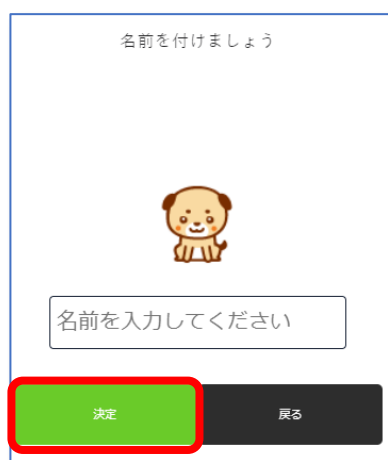 名前を付けましょう
名前を入力してください
決定
戻る